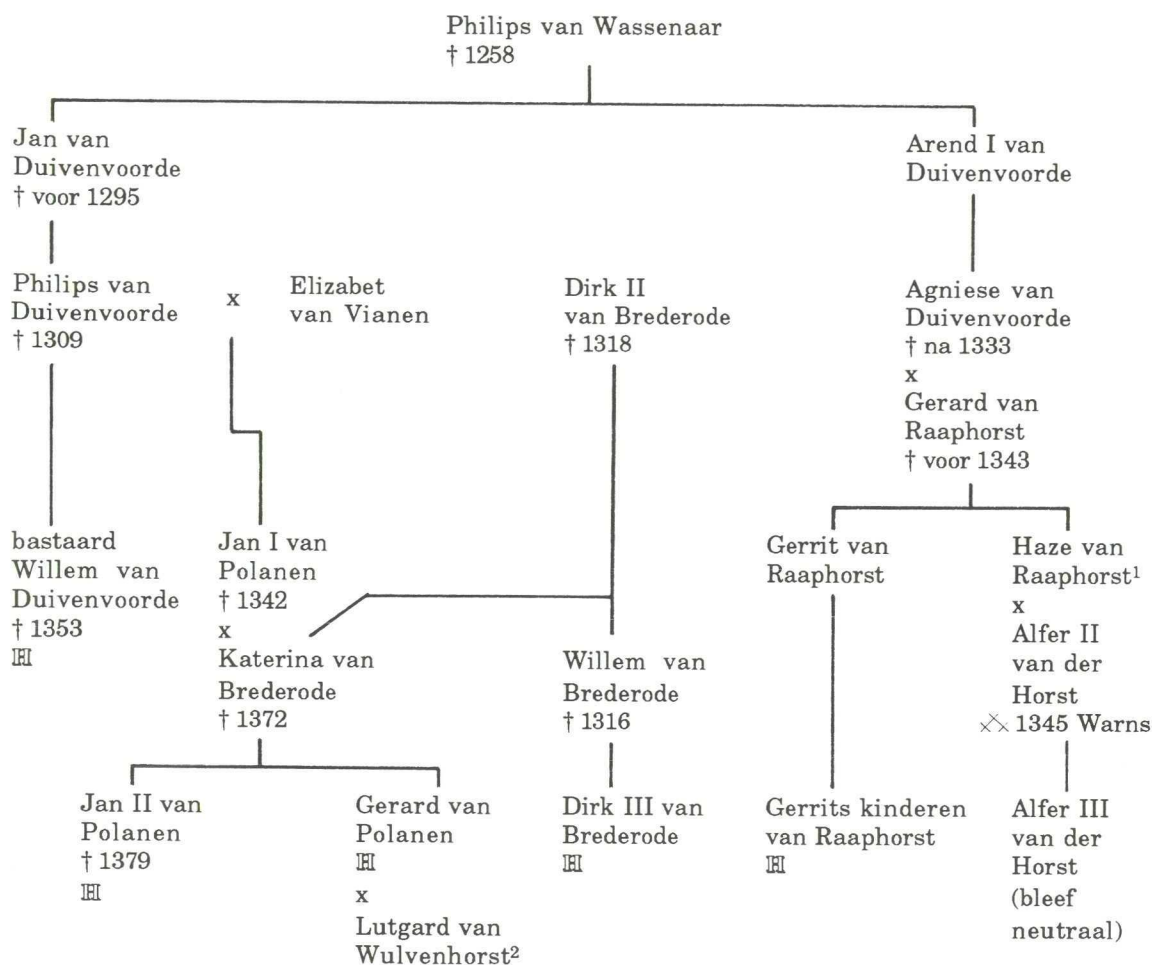 Philips van Wassenaar
† 1258
Jan van
Duivenvoorde
† voor 1295
Arend I van
Duivenvoorde
Philips van
Duivenvoorde
† 1309
x
Elizabet
van Vianen
Dirk II
van Brederode
† 1318
Agniese van
Duivenvoorde
† na 1333
x
Gerard van
Raaphorst
† voor 1343
bastaard
Willem van
Duivenvoorde
† 1353
H
Jan I van
Polanen
† 1342
x
Katerina van
Brederode
† 1372
Willem van
Brederode
† 1316
Gerrit van
Raaphorst
Haze van
Raaphorst¹
x
Alfer II
van der
Horst
1345 Warns
Jan II van
Polanen
† 1379
H
Gerard van
Polanen
H
x
Lutgard van
Wulvenhorst²
Dirk III van
Brederode
H
Gerrits kinderen
van Raaphorst
H
Alfer III
van der
Horst
(bleef
neutraal)